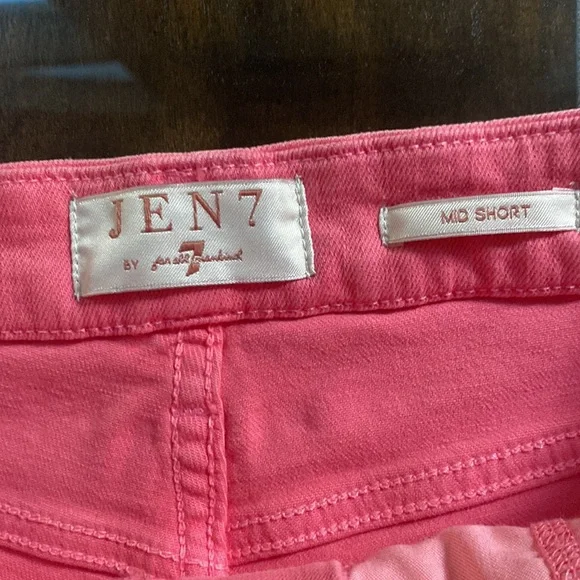 JEN7
BY 7 for all mankind
MID SHORT